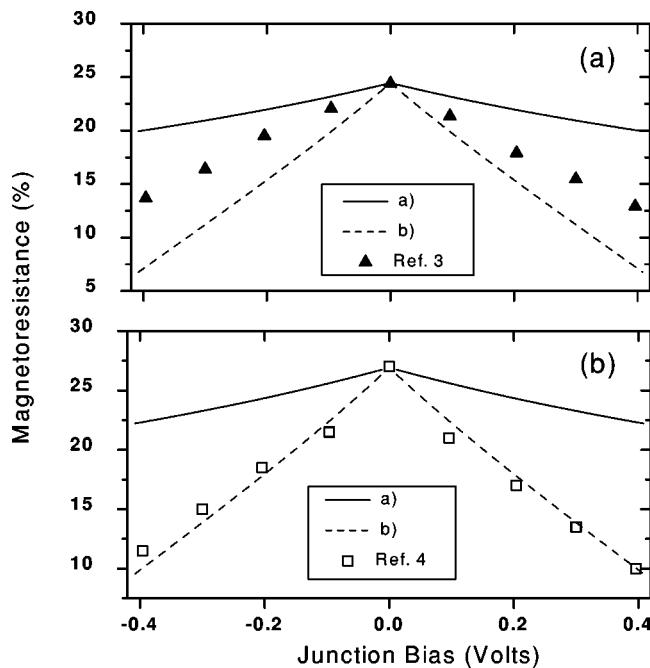 Magnetoresistance (%)
30
25
20
15
10
5
(a)
a)
b)
Ref. 3
30
25
20
15
10
(b)
a)
b)
Ref. 4
-0.4
-0.2
0.0
0.2
0.4
Junction Bias (Volts)